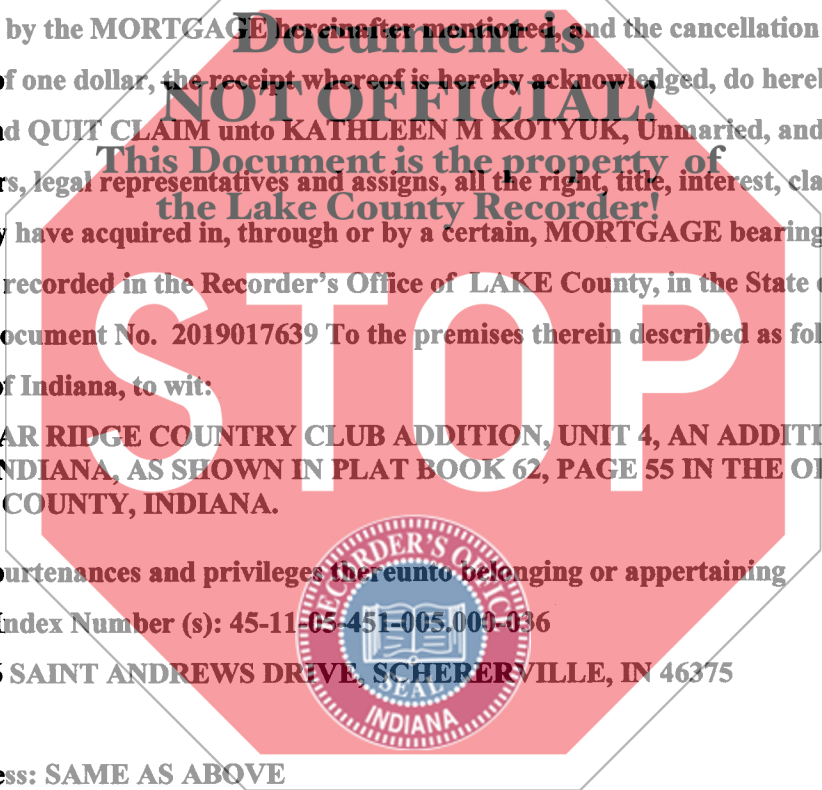 by the MORTGAGE hereinafter mentioned, and the cancellation
Document is
of one dollar, the receipt whereof is hereby acknowledged, do herel
NOT OFFICIAL!
d QUIT CLAIM unto KATHLEEN M KOTYUK, Unmaried, and
This Document is the property of
rs, legal representatives and assigns, all the right, title, interest, cla
the Lake County Recorder!
y have acquired in, through or by a certain, MORTGAGE bearing
recorded in the Recorder's Office of LAKE County, in the State
ocument No. 2019017639 To the premises therein described as fol
of Indiana, to wit:
STOP
AR RIDGE COUNTRY CLUB ADDITION, UNIT 4, AN ADDITI
NDIANA, AS SHOWN IN PLAT BOOK 62, PAGE 55 IN THE O
COUNTY, INDIANA.
purtenances and privileges thereunto belonging or appertaining
Index Number (s): 45-11-05-451-005.000-036
SAINT ANDREWS DRIVE, SCHERERVILLE, IN 46375
RECORDER'S OFFICE
SEAL
INDIANA
ess: SAME AS ABOVE